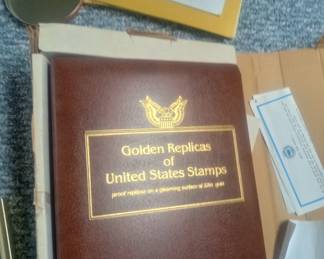 Golden Replicas
of
United States Stamps
proof replicas on a gleaming surface of 22kt gold